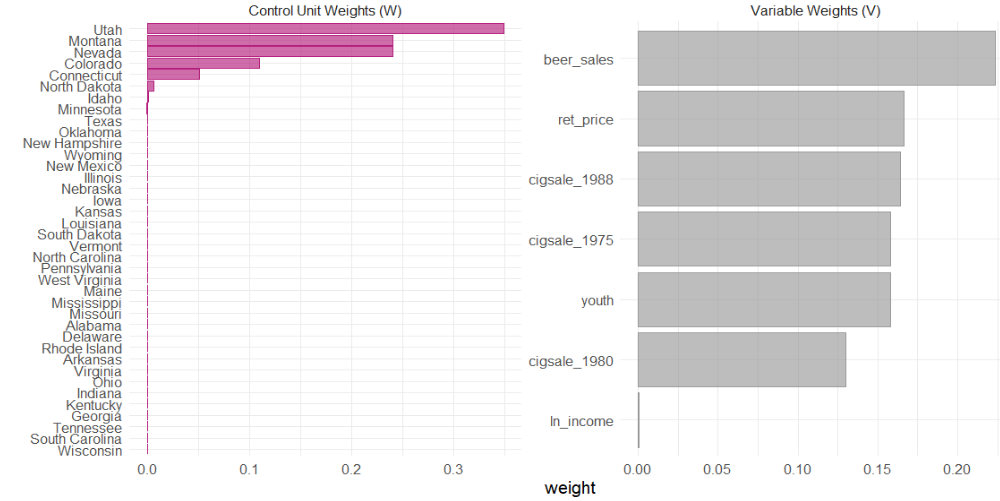 Control Unit Weights (W)
Utah
Montana
Nevada
Colorado
Connecticut
North Dakota
Idaho
Minnesota
Texas
Oklahoma
New Hampshire
Wyoming
New Mexico
Illinois
Nebraska
Iowa
Kansas
Louisiana
South Dakota
Vermont
North Carolina
Pennsylvania
West Virginia
Maine
Mississippi
Missouri
Alabama
Delaware
Rhode Island
Arkansas
Virginia
Ohio
Indiana
Kentucky
Georgia
Tennessee
South Carolina
Wisconsin
0.0 0.1 0.2 0.3
Variable Weights (V)
beer_sales
ret_price
cigsale_1988
cigsale_1975
youth
cigsale_1980
ln_income
0.00 0.05 0.10 0.15 0.20
weight